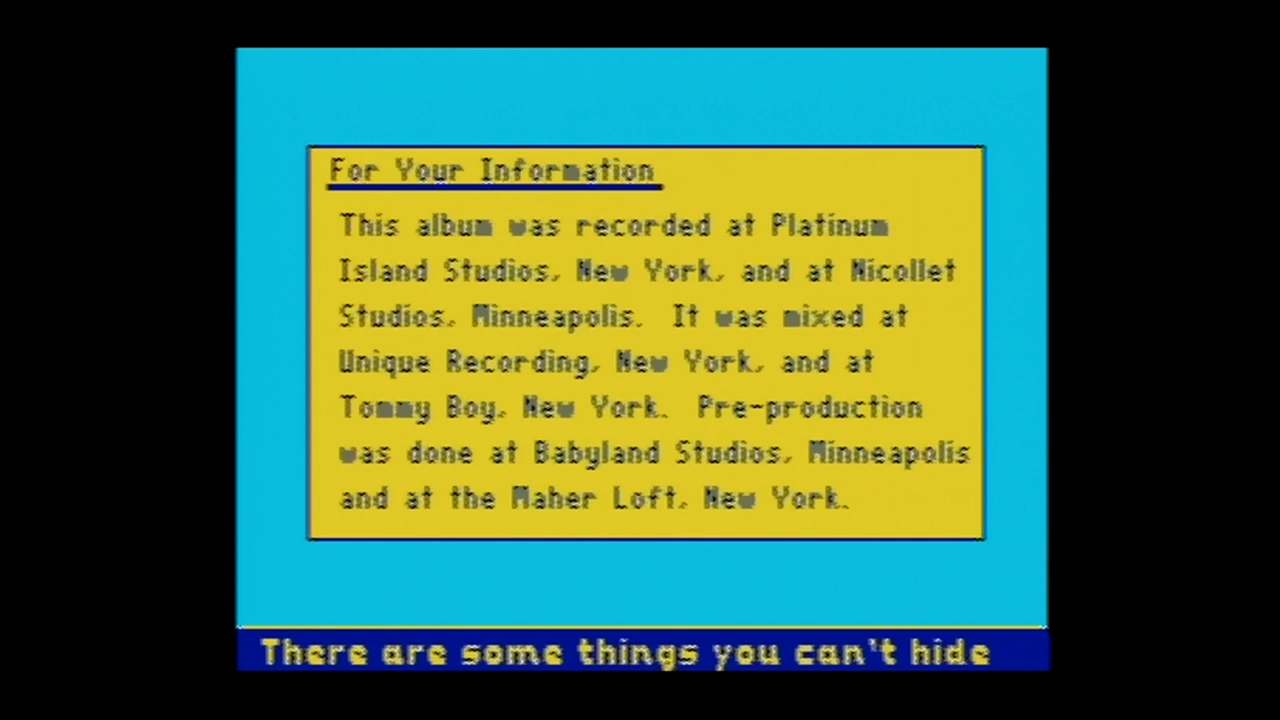 For Your Information
This album was recorded at Platinum
Island Studios, New York, and at Nicollet
Studios, Minneapolis.  It was mixed at
Unique Recording, New York, and at
Tommy Boy, New York.  Pre-production
was done at Babyland Studios, Minneapolis
and at the Maher Loft, New York.
There are some things you can't hide